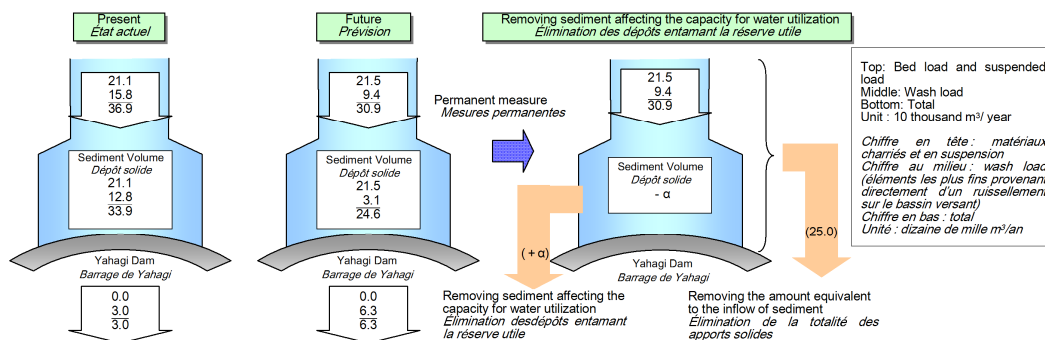 Present
État actuel
21.1
15.8
36.9
Sediment Volume
Dépôt solide
21.1
12.8
33.9
Yahagi Dam
Barrage de Yahagi
0.0
3.0
3.0
Future
Prévision
21.5
9.4
30.9
Sediment Volume
Dépôt solide
21.5
3.1
24.6
Yahagi Dam
Barrage de Yahagi
0.0
6.3
6.3
Permanent measure
Mesures permanentes
Removing sediment affecting the capacity for water utilization
Élimination des dépôts entamant la réserve utile
21.5
9.4
30.9
Sediment Volume
Dépôt solide
- α
(+α)
Yahagi Dam
Barrage de Yahagi
(25.0)
Removing sediment affecting the
capacity for water utilization
Élimination desdépôts entamant
la réserve utile
Removing the amount equivalent
to the inflow of sediment
Élimination de la totalité des
apports solides
Top: Bed load and suspended
load
Middle: Wash load
Bottom: Total
Unit : 10 thousand m³/ year
Chiffre en tête : matériaux
charriés et en suspension
Chiffre au milieu : wash load
(éléments les plus fins provenant
directement d'un ruissellement
sur le bassin versant)
Chiffre en bas : total
Unité : dizaine de mille m³/an